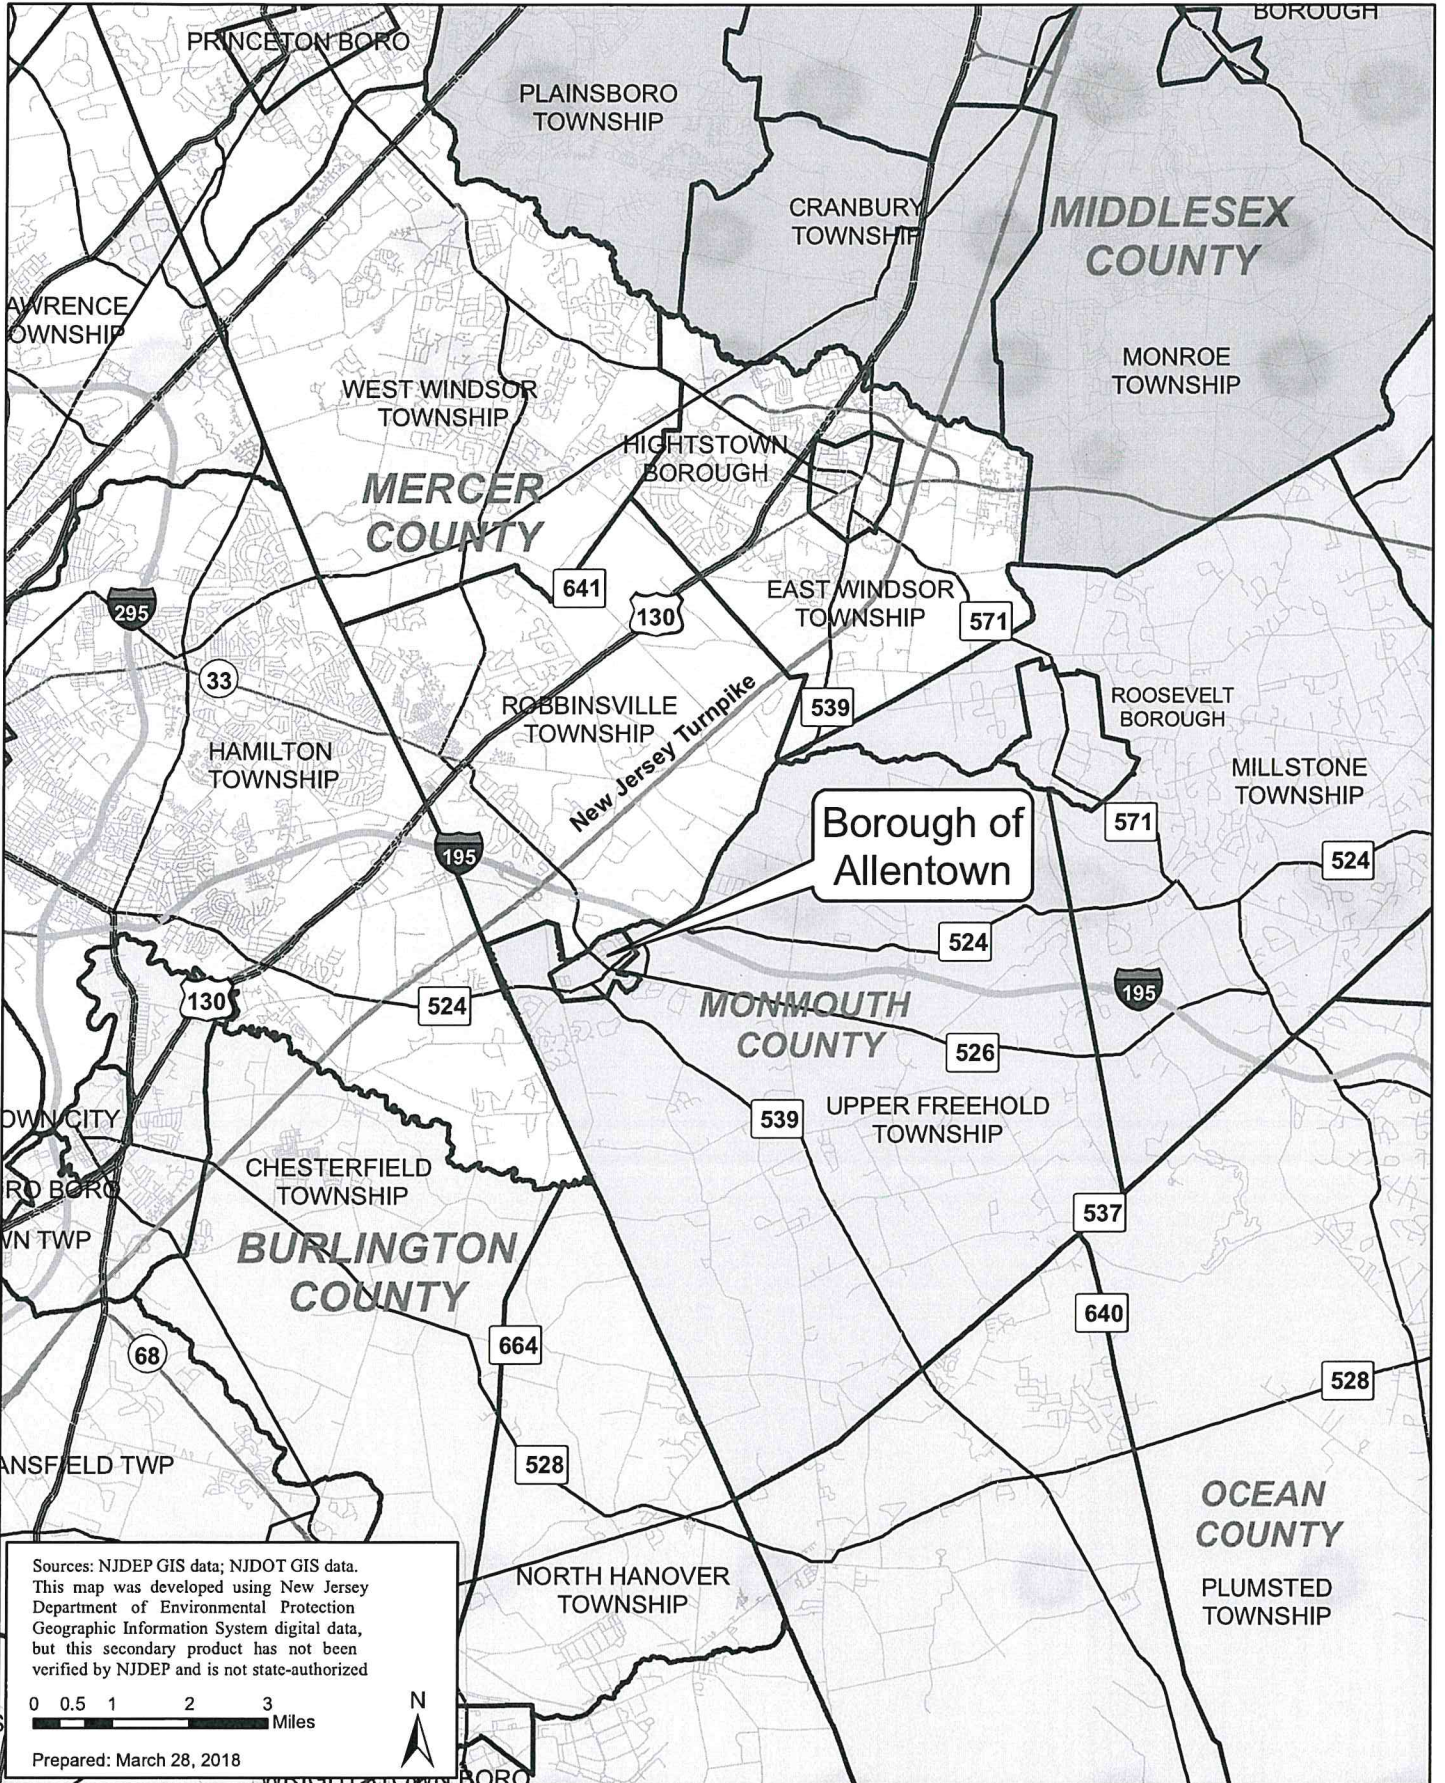 BOROUGH
PRINCETON BORO
PLAINSBORO
TOWNSHIP
CRANBURY
TOWNSHIP
MIDDLESEX
COUNTY
AWRENCE
OWNSHIP
MONROE
TOWNSHIP
WEST WINDSOR
TOWNSHIP
HIGHTSTOWN
BOROUGH
MERCER
COUNTY
641
130
EAST WINDSOR
TOWNSHIP
571
295
33
ROBBINSVILLE
TOWNSHIP
New Jersey Turnpike
539
ROOSEVELT
BOROUGH
HAMILTON
TOWNSHIP
MILLSTONE
TOWNSHIP
571
Borough of
Allentown
195
524
524
195
130
524
MONMOUTH
COUNTY
526
539
UPPER FREEHOLD
TOWNSHIP
OWN CITY
CHESTERFIELD
TOWNSHIP
RO BORO
WN TWP
537
BURLINGTON
COUNTY
640
664
68
528
528
ANSFIELD TWP
OCEAN
COUNTY
NORTH HANOVER
TOWNSHIP
PLUMSTED
TOWNSHIP
Sources: NJDEP GIS data; NJDOT GIS data.
This map was developed using New Jersey
Department of Environmental Protection
Geographic Information System digital data,
but this secondary product has not been
verified by NJDEP and is not state-authorized
0 0.5 1 2 3
Miles
N
Prepared: March 28, 2018